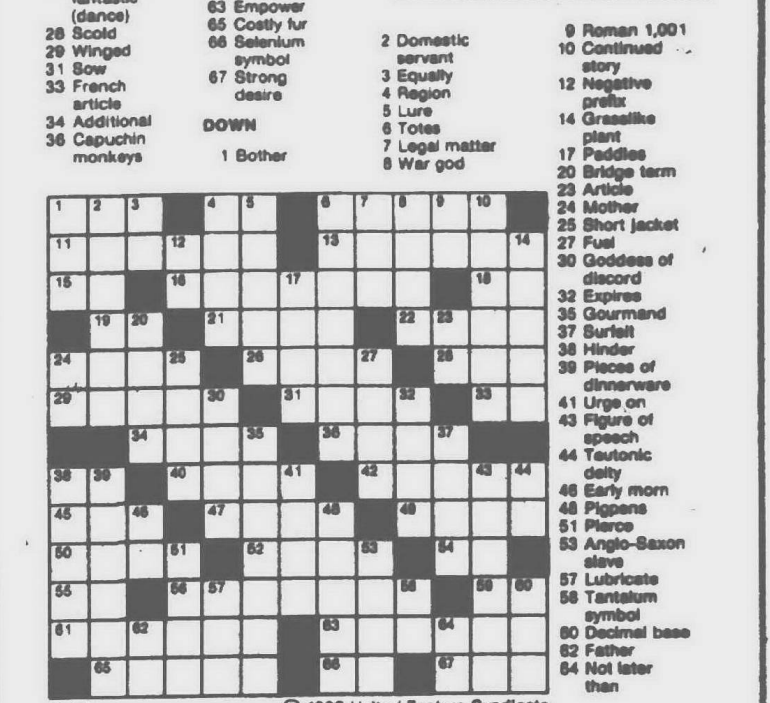 (dance)
28 Scold
29 Winged
31 Sow
33 French
article
34 Additional
36 Capuchin
monkeys
63 Empower
65 Costly fur
66 Selenium
symbol
67 Strong
desire
DOWN
1 Bother
2 Domestic
servant
3 Equally
4 Region
5 Lure
6 Totes
7 Legal matter
8 War god
9 Roman 1,001
10 Continued
story
12 Negative
prefix
14 Grasslike
plant
17 Peddles
20 Bridge term
23 Article
24 Mother
25 Short jacket
27 Fuel
30 Goddess of
discord
32 Expires
35 Gourmand
37 Surfeit
38 Hinder
39 Pieces of
dinnerware
41 Urge on
43 Figure of
speech
44 Teutonic
deity
46 Early morn
48 Pigpens
51 Pierce
53 Anglo-Saxon
slave
57 Lubricate
58 Tantalum
symbol
60 Decimal base
62 Father
64 Not later
than
1 2 3 4 5 6 7 8 9 10
11 12 13 14
15 16 17 18
19 20 21 22 23
24 25 26 27 28
29 30 31 32 33
34 35 36 37
38 39 40 41 42 43 44
45 46 47 48 49
50 51 52 53 54
55 56 57 58 59 60
61 62 63 64
65 66 67